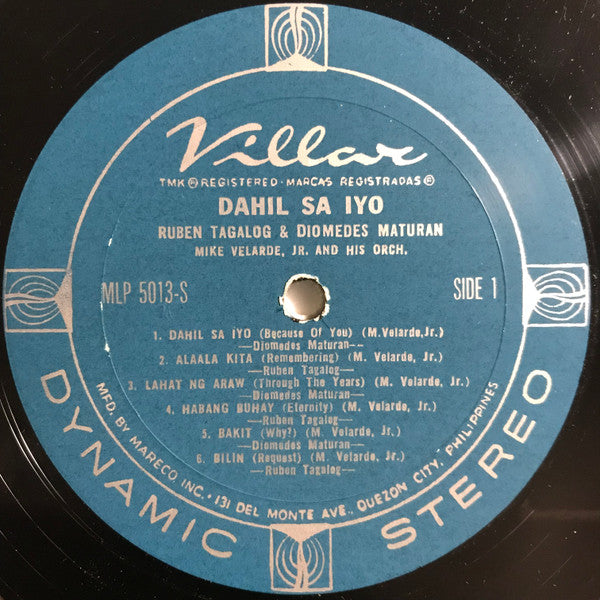 Villar
TMK ® REGISTERED - MARCAS REGISTRADAS ®
DAHIL SA IYO
RUBEN TAGALOG & DIOMEDES MATURAN
MIKE VELARDE, JR. AND HIS ORCH.
MLP 5013-S
SIDE 1
1. DAHIL SA IYO (Because Of You) (M. Velarde, Jr.)
—Diomedes Maturan—
2. ALAALA KITA (Remembering) (M. Velarde, Jr.)
—Ruben Tagalog—
3. LAHAT NG ARAW (Through The Years) (M. Velarde, Jr.)
—Diomedes Maturan—
4. HABANG BUHAY (Eternity) (M. Velarde, Jr.)
—Ruben Tagalog—
5. BAKIT (Why?) (M. Velarde, Jr.)
—Diomedes Maturan—
6. BILIN (Request) (M. Velarde, Jr.)
—Ruben Tagalog—
MFD. BY MARECO INC. • 131 DEL MONTE AVE., QUEZON CITY, PHILIPPINES
DYNAMIC STEREO